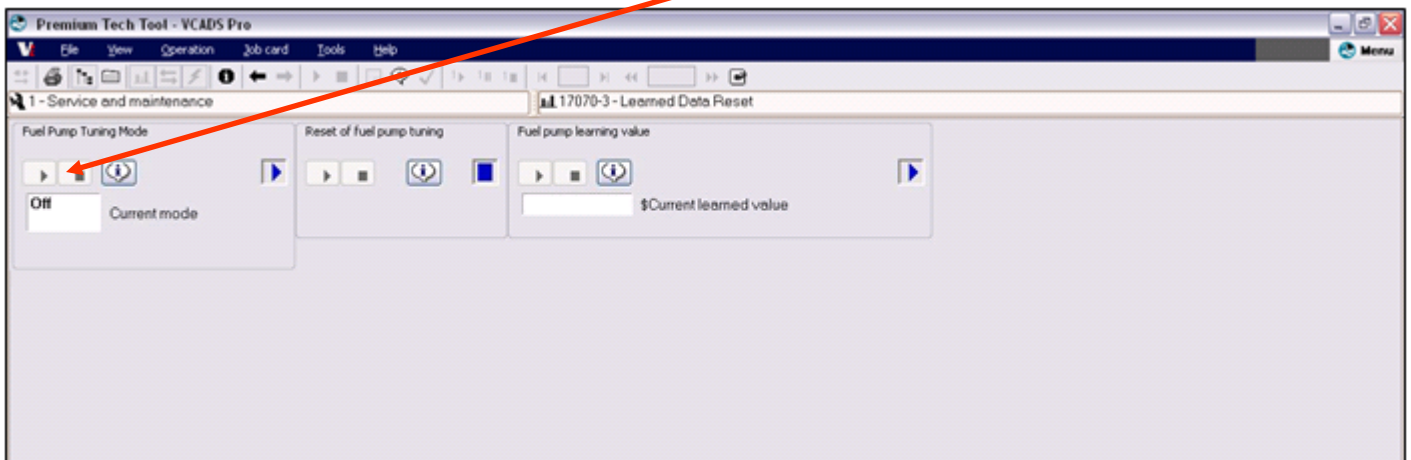 Premium Tech Tool - VCADS Pro
File View Operation Job card Tools Help
Menu
1 - Service and maintenance
17070-3 - Learned Data Reset
Fuel Pump Tuning Mode
Reset of fuel pump tuning
Fuel pump learning value
Off
Current mode
$Current learned value